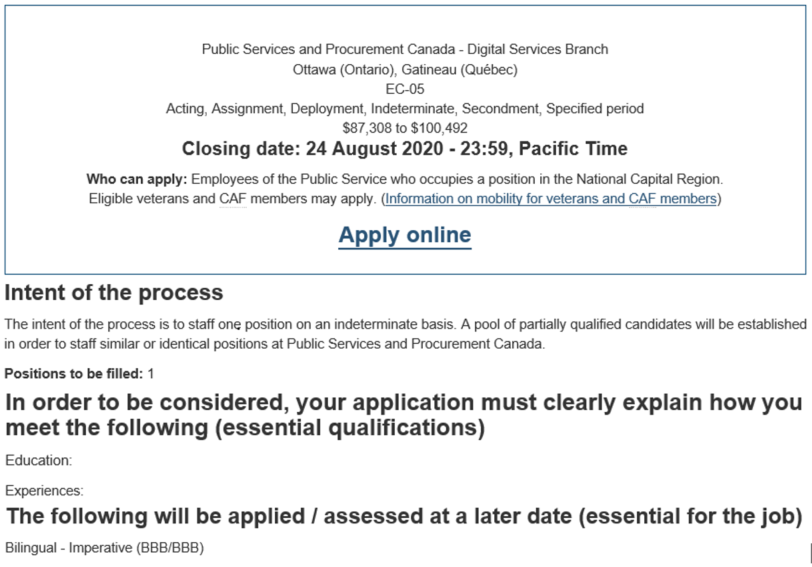 Public Services and Procurement Canada - Digital Services Branch
Ottawa (Ontario), Gatineau (Québec)
EC-05
Acting, Assignment, Deployment, Indeterminate, Secondment, Specified period
$87,308 to $100,492
Closing date: 24 August 2020 - 23:59, Pacific Time
Who can apply: Employees of the Public Service who occupies a position in the National Capital Region.
Eligible veterans and CAF members may apply. (Information on mobility for veterans and CAF members)
Apply online
Intent of the process
The intent of the process is to staff one position on an indeterminate basis. A pool of partially qualified candidates will be established
in order to staff similar or identical positions at Public Services and Procurement Canada.
Positions to be filled: 1
In order to be considered, your application must clearly explain how you
meet the following (essential qualifications)
Education:
Experiences:
The following will be applied / assessed at a later date (essential for the job)
Bilingual - Imperative (BBB/BBB)